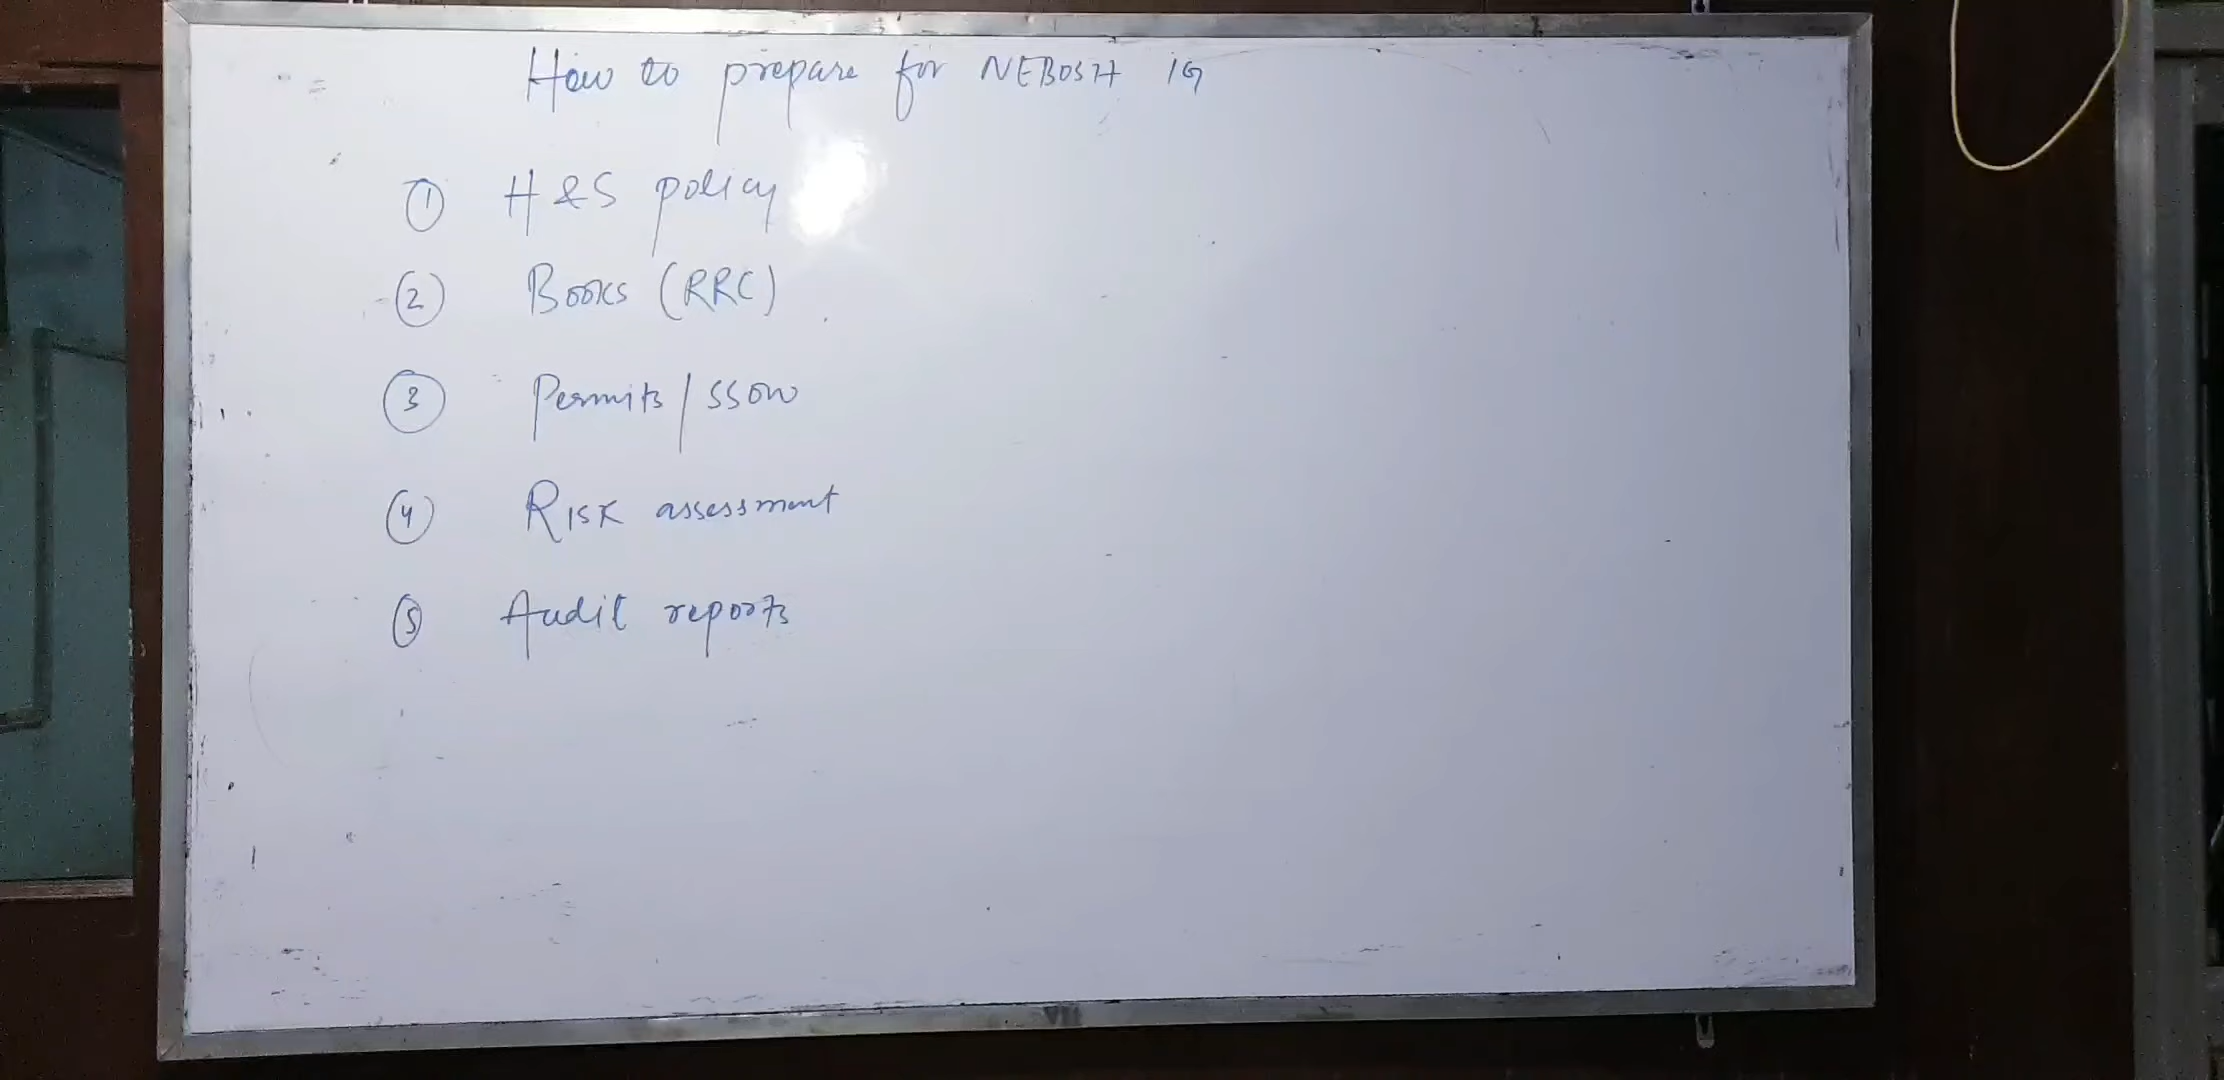 How to prepare for NEBOSH IG
① H&S policy
② Books (RRC)
③ Permits/SSOW
④ Risk assessment
⑤ Audit reports